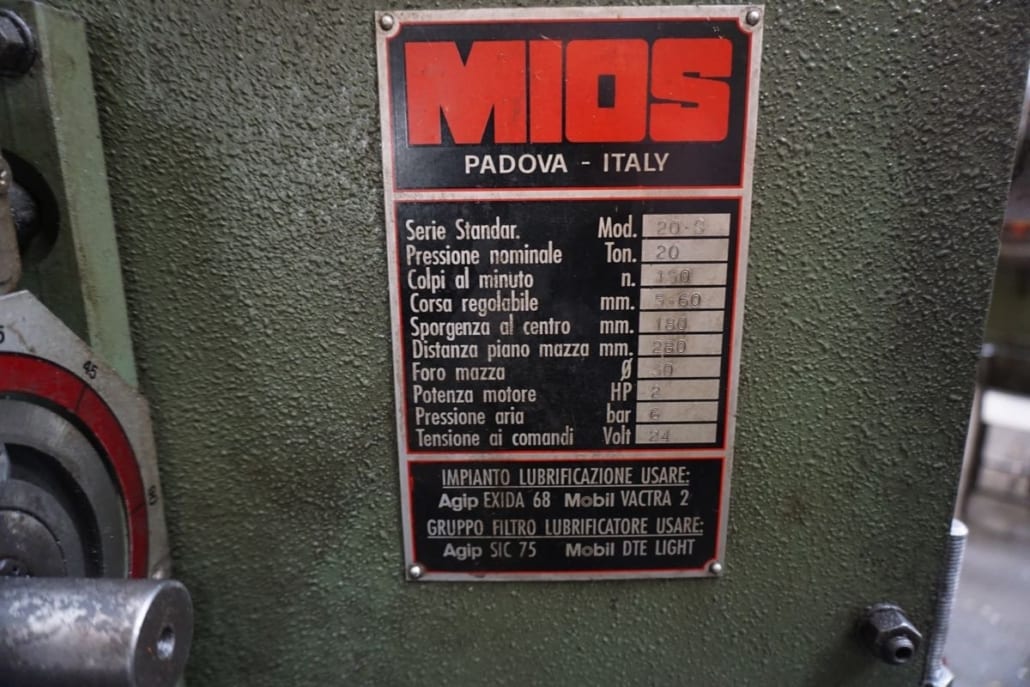 MIOS
PADOVA - ITALY
Serie Standar. Mod. 20-S
Pressione nominale Ton. 20
Colpi al minuto n.
Corsa regolabile mm. 5-60
Sporgenza al centro mm. 180
Distanza piano mazza mm. 280
Foro mazza Ø
Potenza motore HP 2
Pressione aria bar 6
Tensione ai comandi Volt 24
IMPIANTO LUBRIFICAZIONE USARE:
Agip EXIDA 68 Mobil VACTRA 2
GRUPPO FILTRO LUBRIFICATORE USARE:
Agip SIC 75 Mobil DTE LIGHT
45